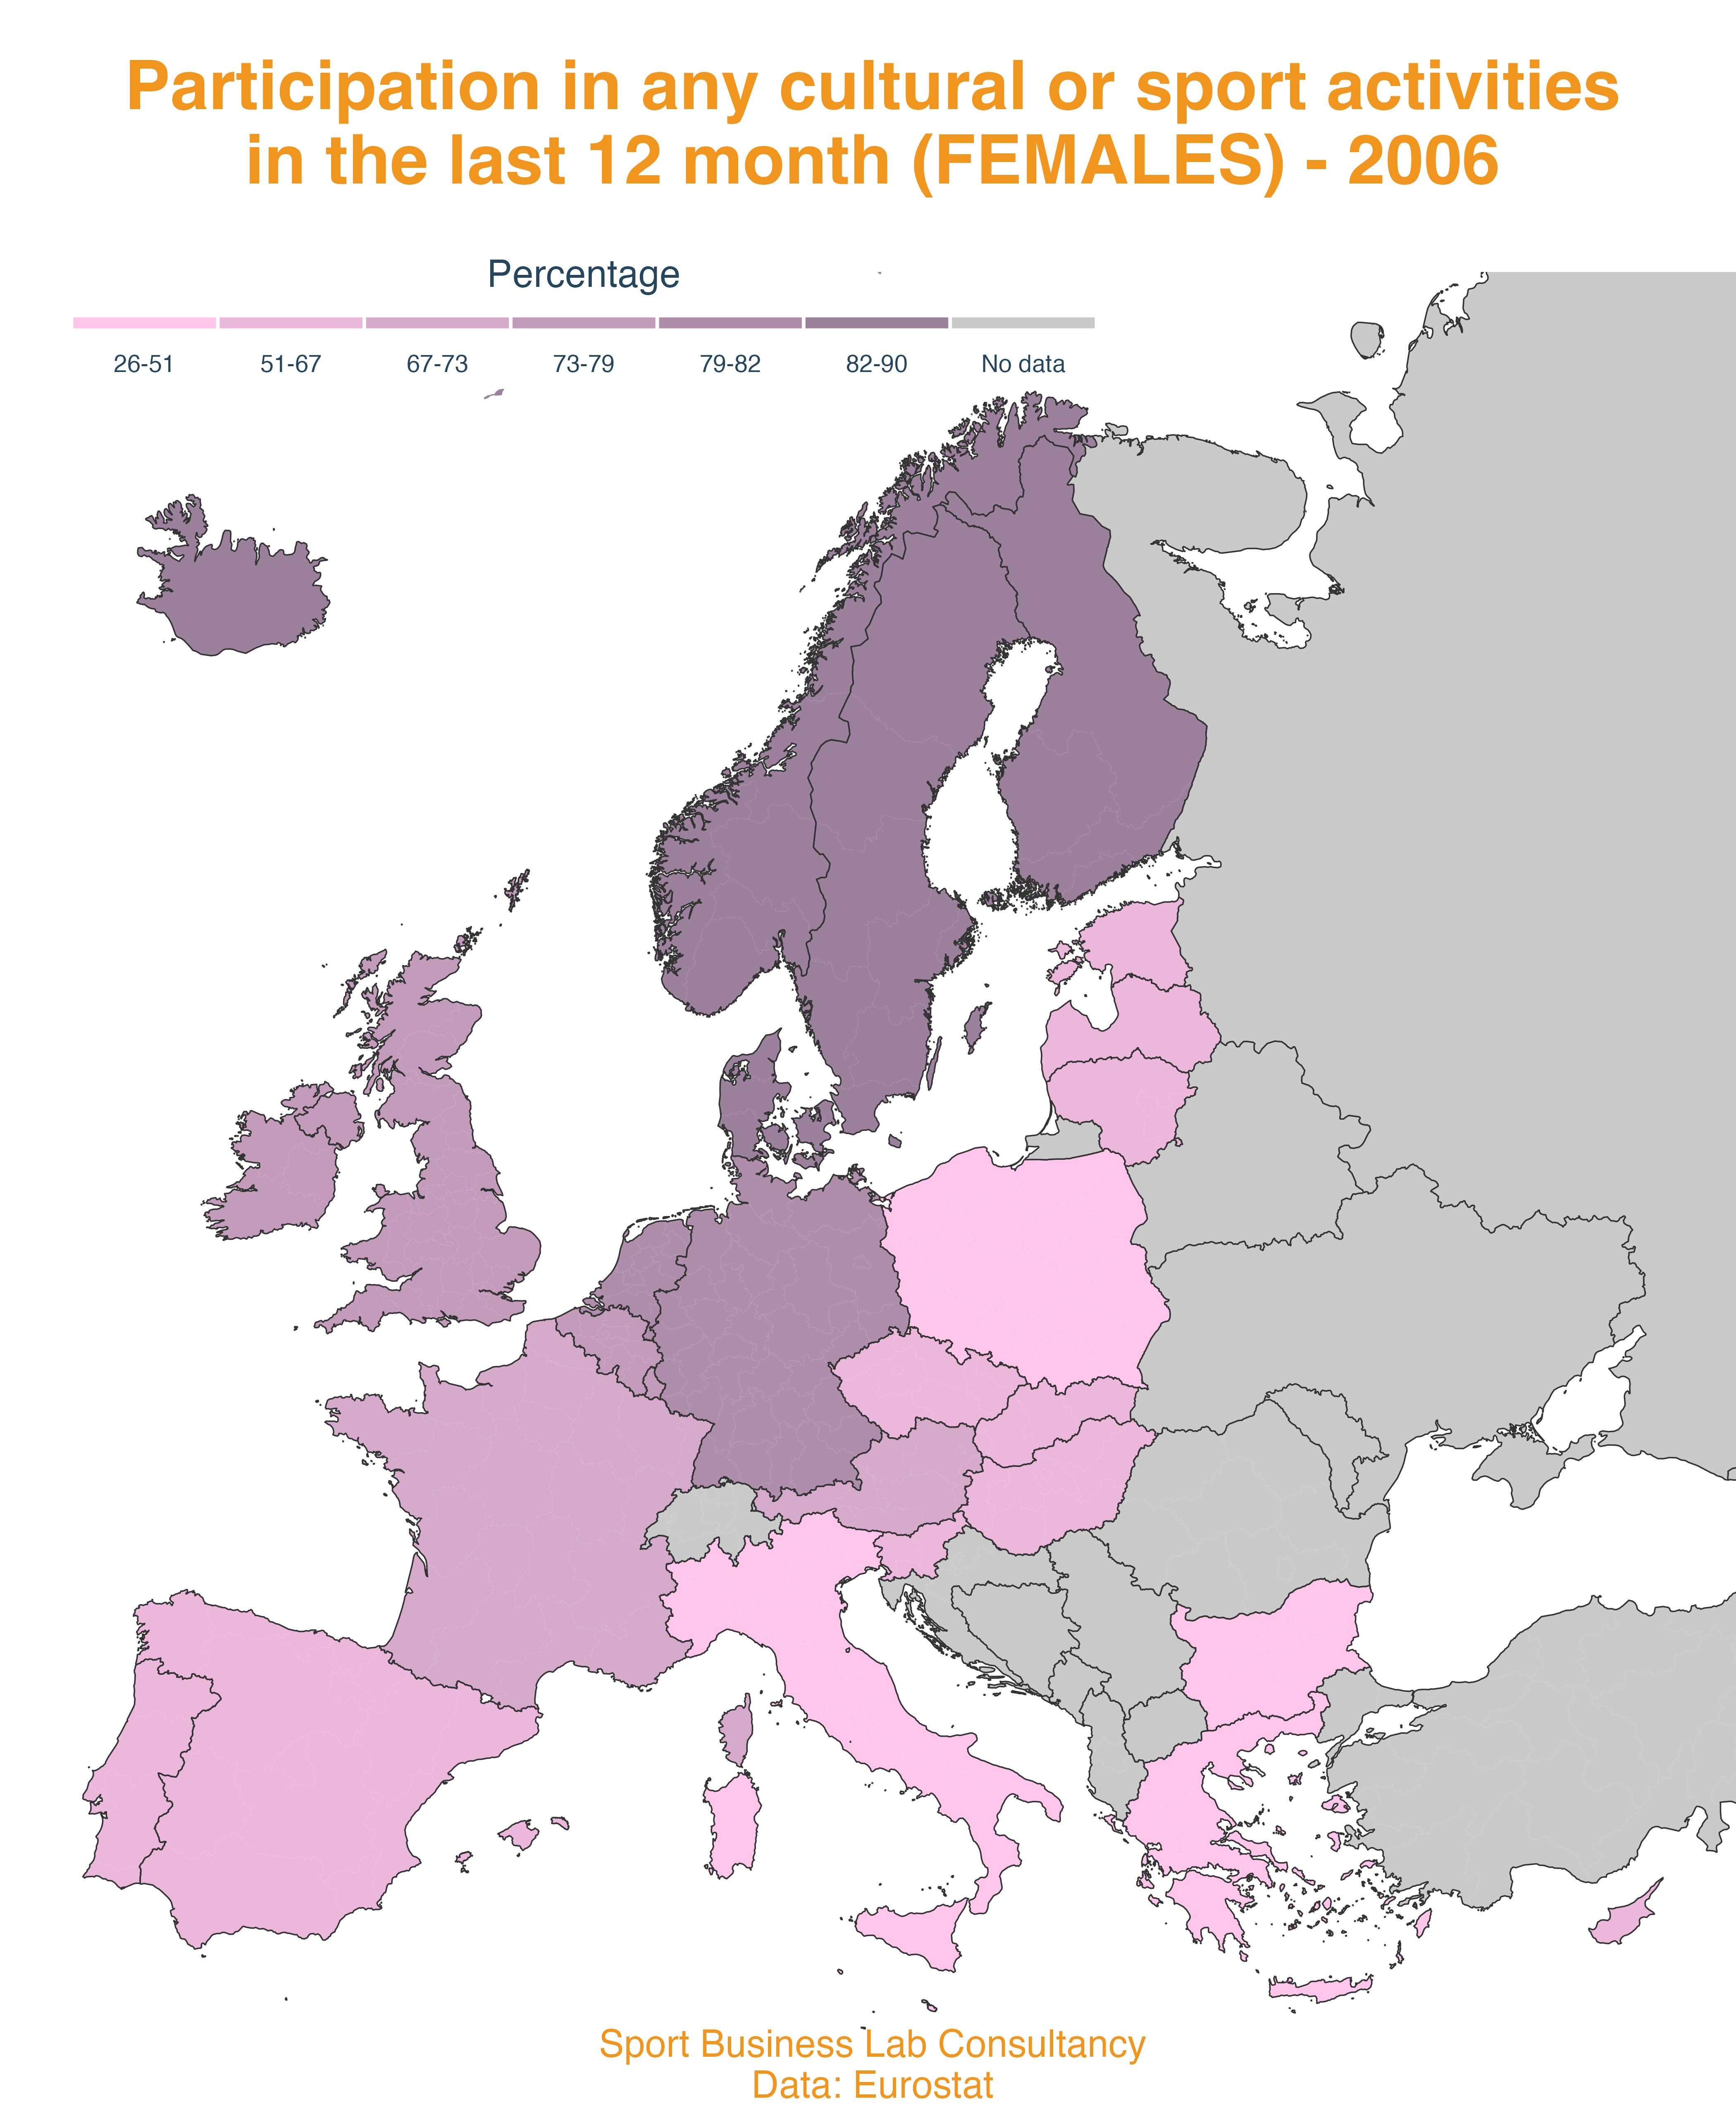 Participation in any cultural or sport activities
in the last 12 month (FEMALES) - 2006
Percentage
26-51 51-67 67-73 73-79 79-82 82-90 No data
Sport Business Lab Consultancy
Data: Eurostat